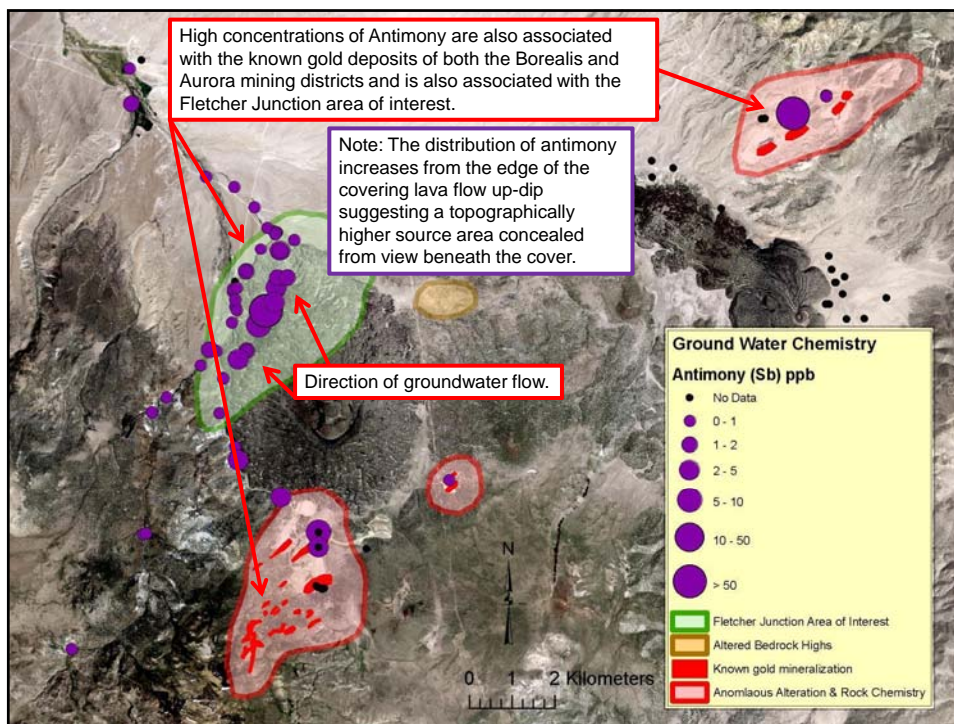 High concentrations of Antimony are also associated
with the known gold deposits of both the Borealis and
Aurora mining districts and is also associated with the
Fletcher Junction area of interest.
Note: The distribution of antimony
increases from the edge of the
covering lava flow up-dip
suggesting a topographically
higher source area concealed
from view beneath the cover.
Direction of groundwater flow.
Ground Water Chemistry
Antimony (Sb) ppb
No Data
0 - 1
1 - 2
2 - 5
5 - 10
10 - 50
> 50
Fletcher Junction Area of Interest
Altered Bedrock Highs
Known gold mineralization
Anomlaous Alteration & Rock Chemistry
N
0 1 2 Kilometers